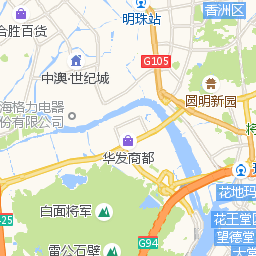 香洲区
明珠站
合胜百货
G105
中澳·世纪城
圆明新园
海格力电器
份有限公司
华发商都
花地玛
白面将军
花王堂区
望德堂
G94
雷公石壁